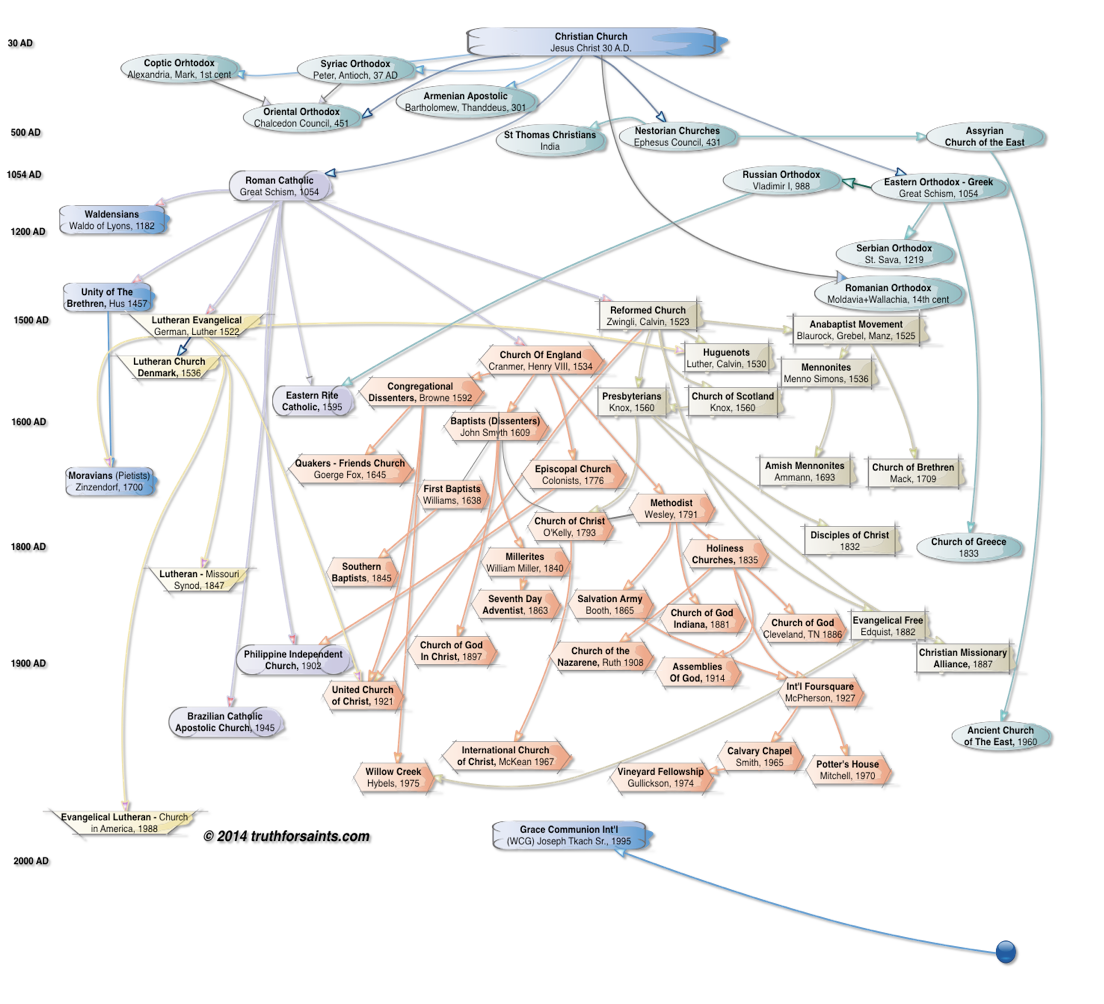 30 AD
Christian Church
Jesus Christ 30 A.D.
Coptic Orhtodox
Alexandria, Mark, 1st cent
Syriac Orthodox
Peter, Antioch, 37 AD
Armenian Apostolic
Bartholomew, Thanddeus, 301
Oriental Orthodox
Chalcedon Council, 451
500 AD
St Thomas Christians
India
Nestorian Churches
Ephesus Council, 431
Assyrian
Church of the East
1054 AD
Roman Catholic
Great Schism, 1054
Russian Orthodox
Vladimir I, 988
Eastern Orthodox - Greek
Great Schism, 1054
Waldensians
Waldo of Lyons, 1182
1200 AD
Serbian Orthodox
St. Sava, 1219
Romanian Orthodox
Moldavia+Wallachia, 14th cent
Unity of The
Brethren, Hus 1457
1500 AD
Lutheran Evangelical
German, Luther 1522
Reformed Church
Zwingli, Calvin, 1523
Anabaptist Movement
Blaurock, Grebel, Manz, 1525
Lutheran Church
Denmark, 1536
Church Of England
Cranmer, Henry VIII, 1534
Huguenots
Luther, Calvin, 1530
Mennonites
Menno Simons, 1536
Eastern Rite
Catholic, 1595
Congregational
Dissenters, Browne 1592
Presbyterians
Knox, 1560
Church of Scotland
Knox, 1560
1600 AD
Baptists (Dissenters)
John Smyth 1609
Moravians (Pietists)
Zinzendorf, 1700
Quakers - Friends Church
Goerge Fox, 1645
Episcopal Church
Colonists, 1776
Amish Mennonites
Ammann, 1693
Church of Brethren
Mack, 1709
First Baptists
Williams, 1638
Methodist
Wesley, 1791
Church of Christ
O'Kelly, 1793
Disciples of Christ
1832
Church of Greece
1833
1800 AD
Holiness
Churches, 1835
Millerites
William Miller, 1840
Southern
Baptists, 1845
Lutheran - Missouri
Synod, 1847
Seventh Day
Adventist, 1863
Salvation Army
Booth, 1865
Church of God
Indiana, 1881
Church of God
Cleveland, TN 1886
Evangelical Free
Edquist, 1882
Christian Missionary
Alliance, 1887
Church of God
In Christ, 1897
Church of the
Nazarene, Ruth 1908
Philippine Independent
Church, 1902
1900 AD
Assemblies
Of God, 1914
United Church
of Christ, 1921
Int'l Foursquare
McPherson, 1927
Brazilian Catholic
Apostolic Church, 1945
Ancient Church
of The East, 1960
International Church
of Christ, McKean 1967
Calvary Chapel
Smith, 1965
Potter's House
Mitchell, 1970
Willow Creek
Hybels, 1975
Vineyard Fellowship
Gullickson, 1974
Evangelical Lutheran - Church
in America, 1988
© 2014 truthforsaints.com
Grace Communion Int'l
(WCG) Joseph Tkach Sr., 1995
2000 AD